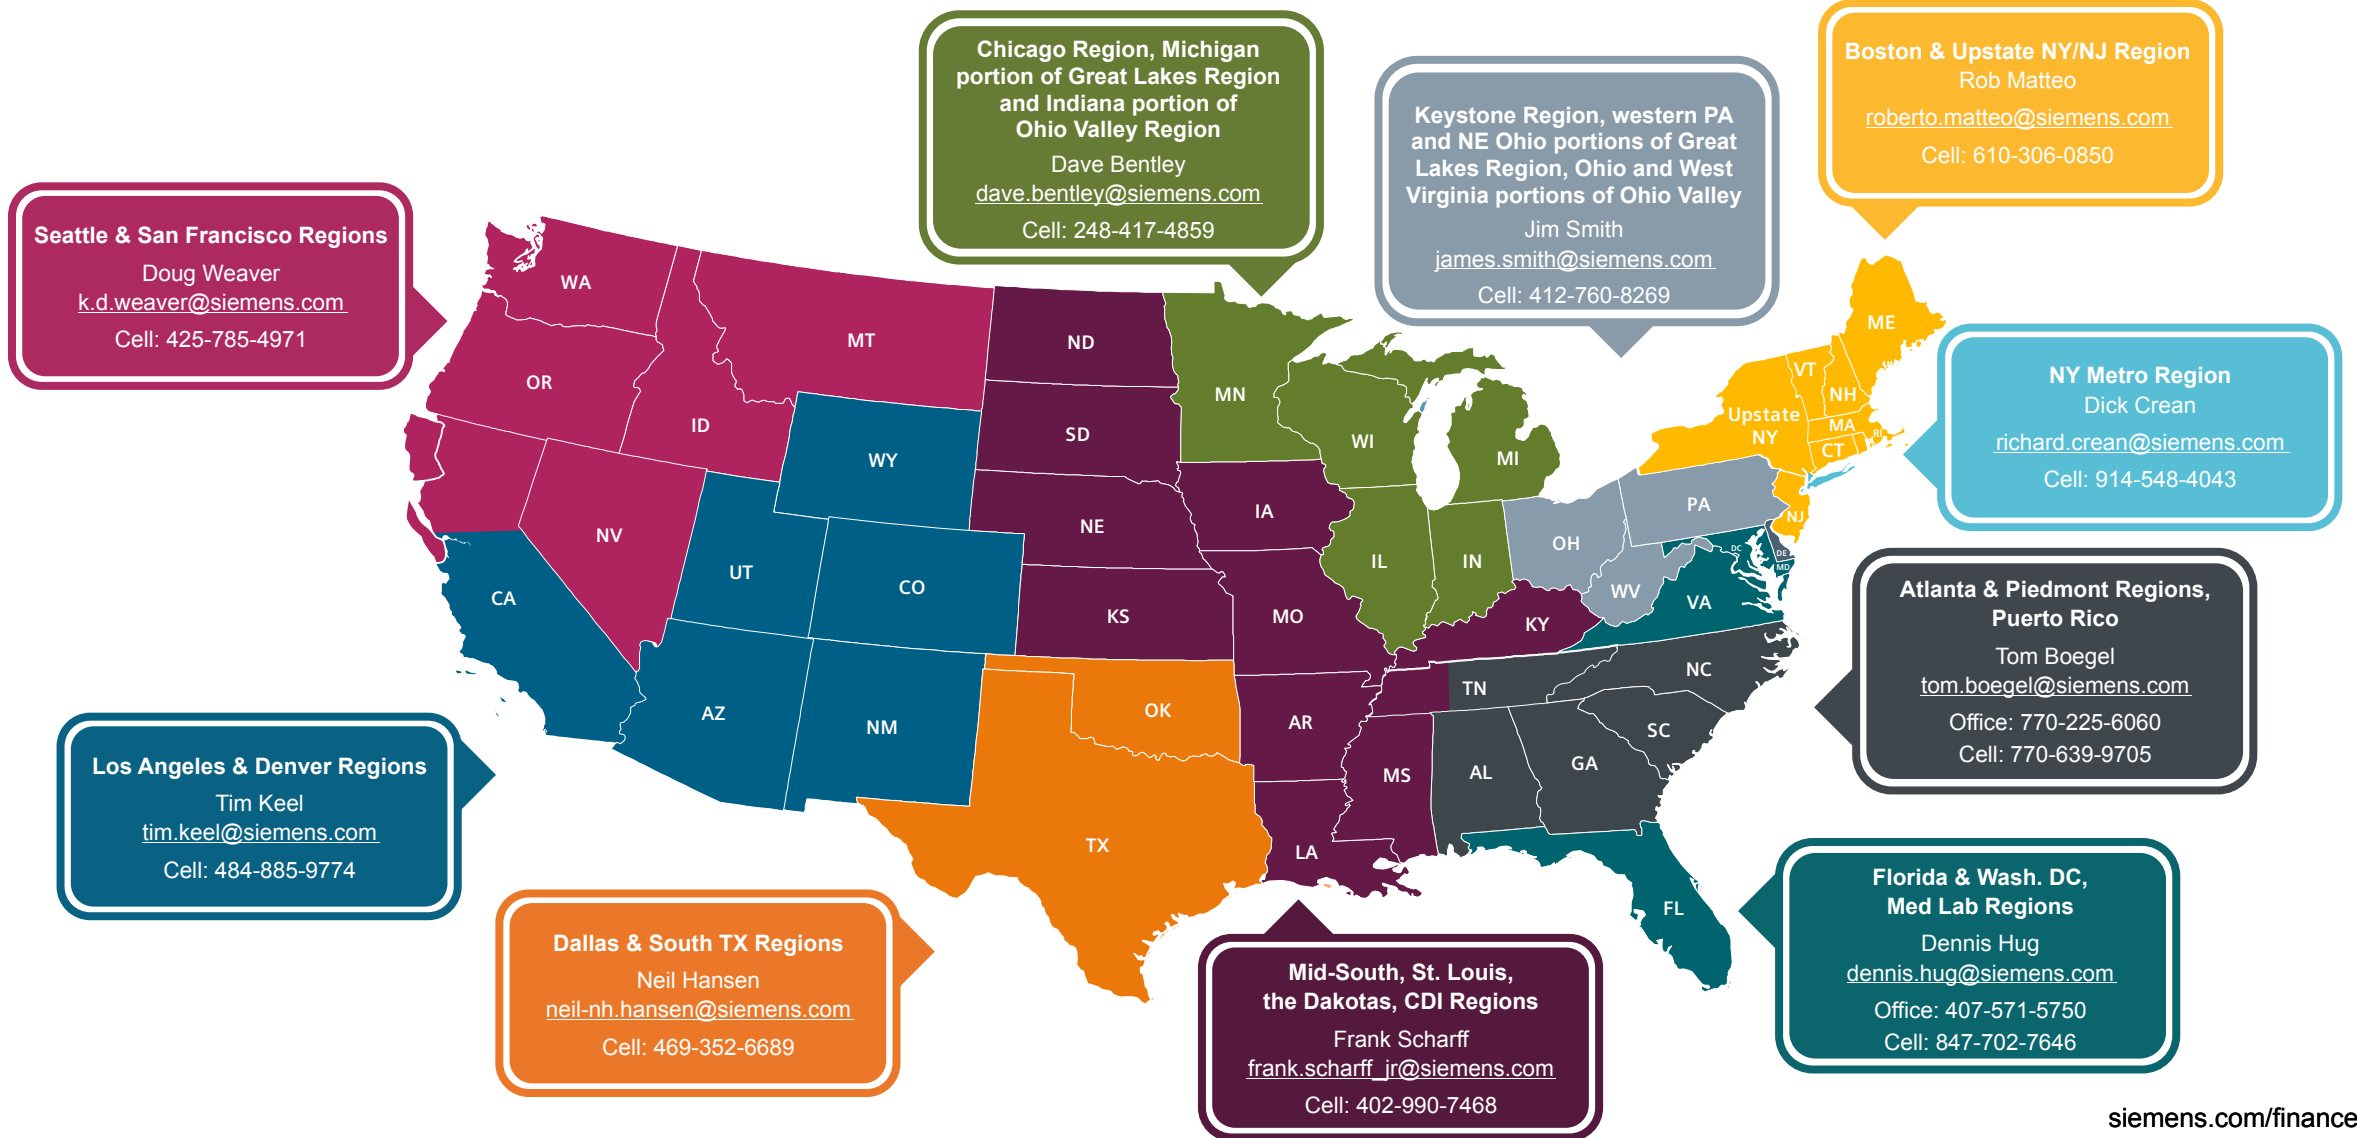 Chicago Region, Michigan
portion of Great Lakes Region
and Indiana portion of
Ohio Valley Region
Dave Bentley
dave.bentley@siemens.com
Cell: 248-417-4859
Keystone Region, western PA
and NE Ohio portions of Great
Lakes Region, Ohio and West
Virginia portions of Ohio Valley
Jim Smith
james.smith@siemens.com
Cell: 412-760-8269
Boston & Upstate NY/NJ Region
Rob Matteo
roberto.matteo@siemens.com
Cell: 610-306-0850
Seattle & San Francisco Regions
Doug Weaver
k.d.weaver@siemens.com
Cell: 425-785-4971
NY Metro Region
Dick Crean
richard.crean@siemens.com
Cell: 914-548-4043
WA
OR
ID
MT
NV
CA
WY
UT
CO
AZ
NM
ND
SD
NE
KS
IA
MO
AR
LA
MS
KY
TN
OK
TX
MN
WI
MI
IL
IN
OH
PA
WV
VA
DC
DE
MD
NC
SC
GA
AL
FL
ME
VT
NH
Upstate
NY
MA
RI
CT
NJ
Atlanta & Piedmont Regions,
Puerto Rico
Tom Boegel
tom.boegel@siemens.com
Office: 770-225-6060
Cell: 770-639-9705
Los Angeles & Denver Regions
Tim Keel
tim.keel@siemens.com
Cell: 484-885-9774
Dallas & South TX Regions
Neil Hansen
neil-nh.hansen@siemens.com
Cell: 469-352-6689
Mid-South, St. Louis,
the Dakotas, CDI Regions
Frank Scharff
frank.scharff_jr@siemens.com
Cell: 402-990-7468
Florida & Wash. DC,
Med Lab Regions
Dennis Hug
dennis.hug@siemens.com
Office: 407-571-5750
Cell: 847-702-7646
siemens.com/finance